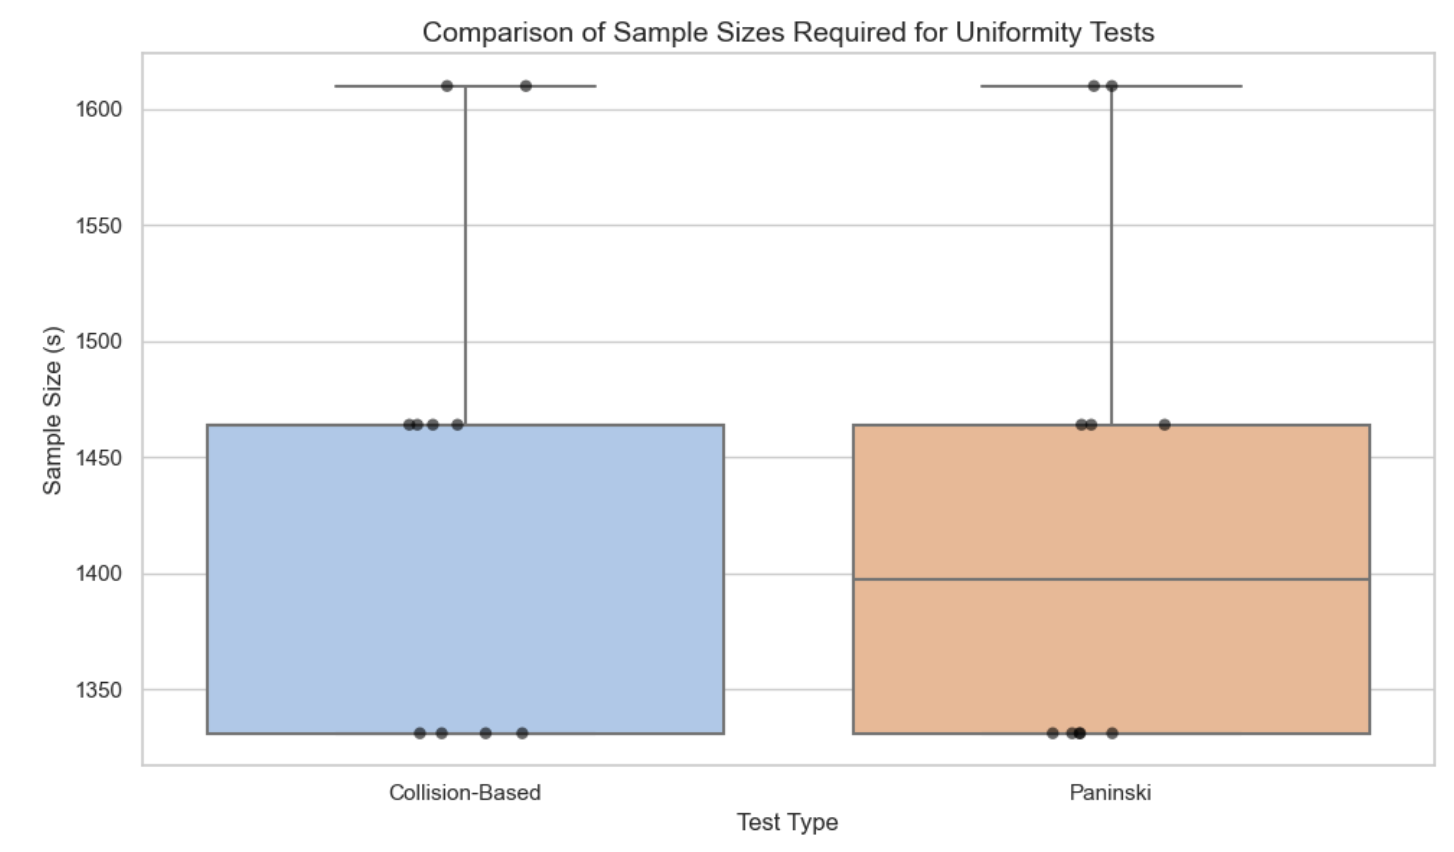 Comparison of Sample Sizes Required for Uniformity Tests
1600
1550
1500
1450
1400
1350
Sample Size (s)
Collision-Based
Paninski
Test Type